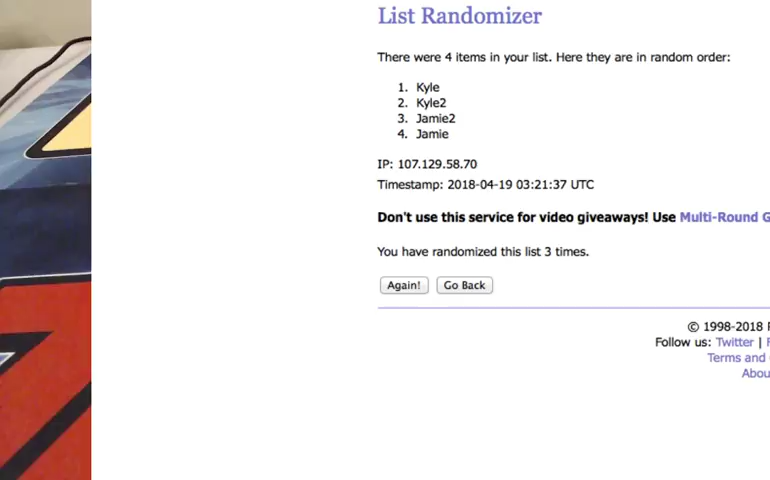 List Randomizer
There were 4 items in your list. Here they are in random order:
1. Kyle
2. Kyle2
3. Jamie2
4. Jamie
IP: 107.129.58.70
Timestamp: 2018-04-19 03:21:37 UTC
Don't use this service for video giveaways! Use Multi-Round G
You have randomized this list 3 times.
Again! Go Back
© 1998-2018
Follow us: Twitter |
Terms and
Abou